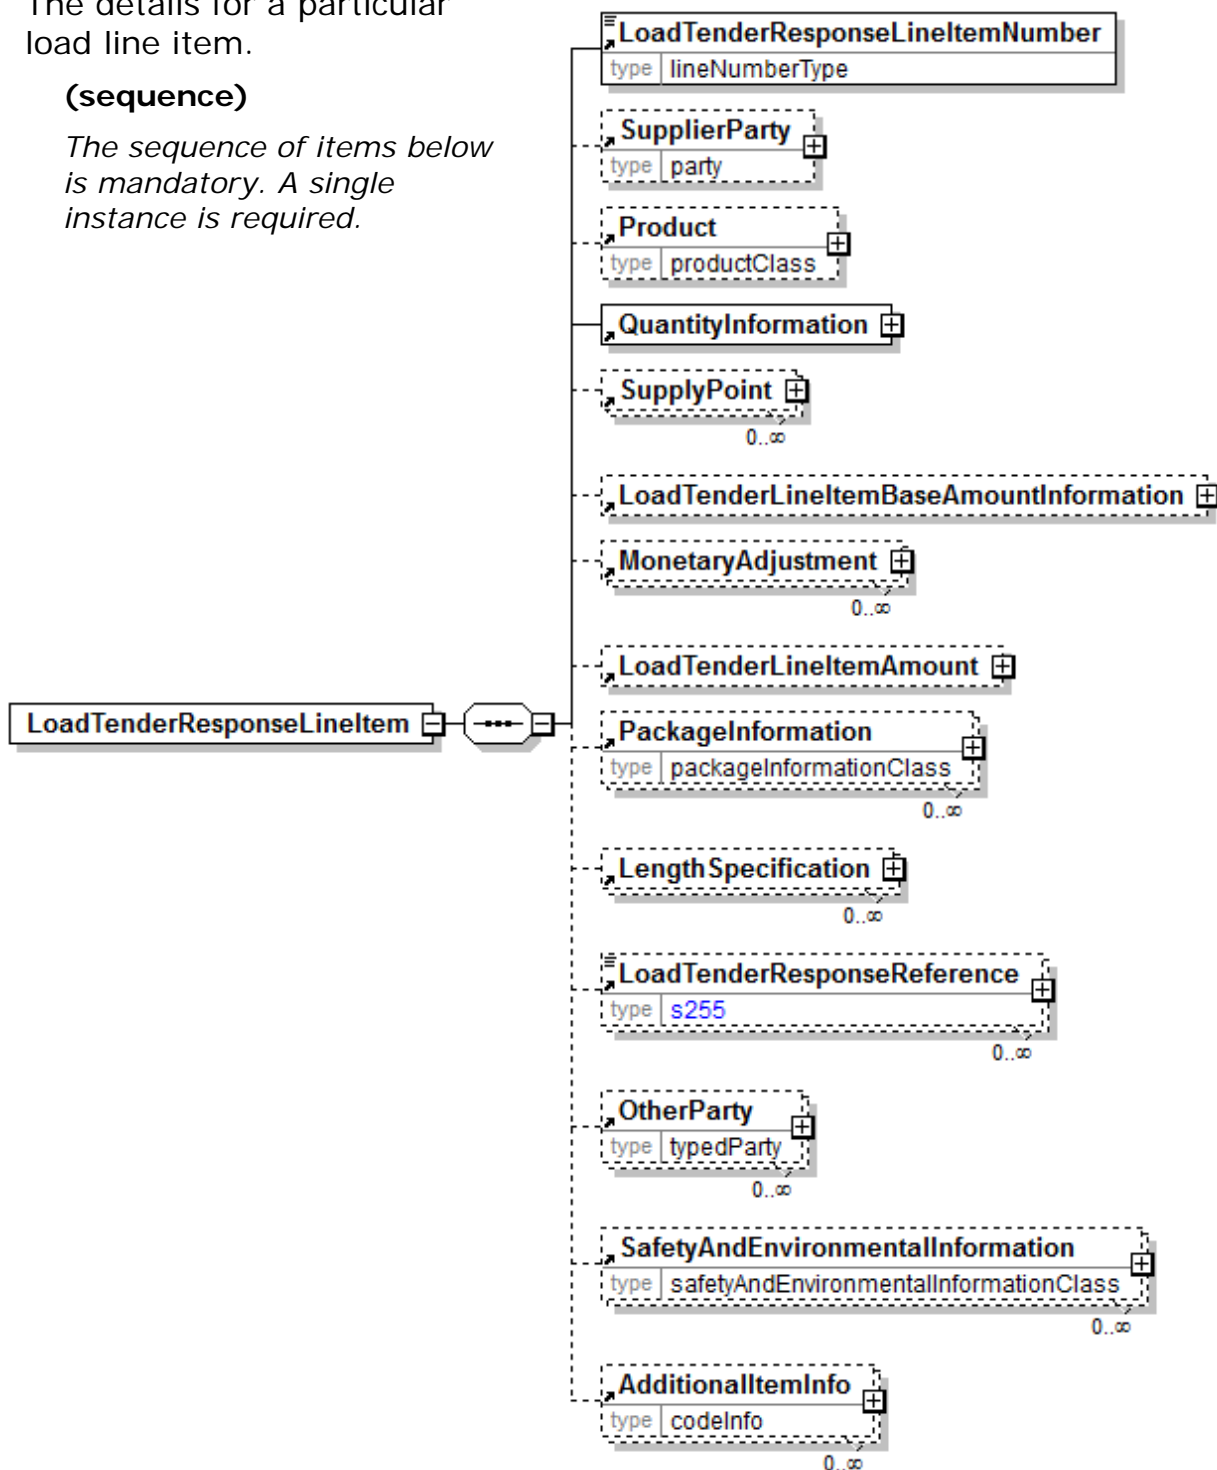 The details for a particular
load line item.
(sequence)
The sequence of items below
is mandatory. A single
instance is required.
LoadTenderResponseLineItem
LoadTenderResponseLineItemNumber
type lineNumberType
SupplierParty
type party
Product
type productClass
QuantityInformation
SupplyPoint
0..∞
LoadTenderLineItemBaseAmountInformation
MonetaryAdjustment
0..∞
LoadTenderLineItemAmount
PackageInformation
type packageInformationClass
0..∞
LengthSpecification
0..∞
LoadTenderResponseReference
type s255
0..∞
OtherParty
type typedParty
0..∞
SafetyAndEnvironmentalInformation
type safetyAndEnvironmentalInformationClass
0..∞
AdditionalItemInfo
type codeInfo
0..∞